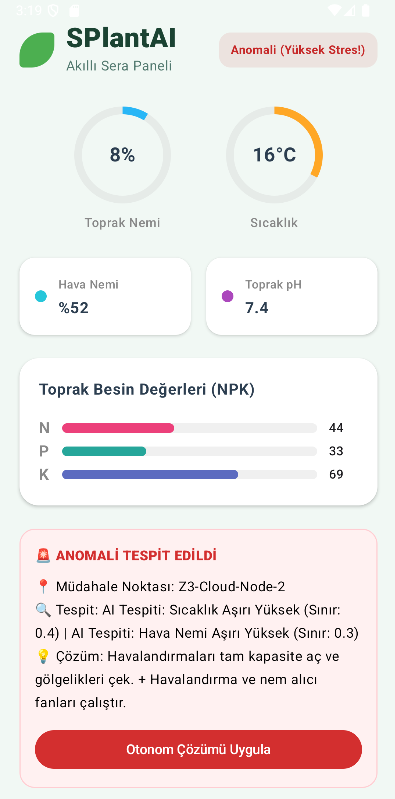 3:19
SPlantAI
Akıllı Sera Paneli
Anomali (Yüksek Stres!)
8%
16°C
Toprak Nemi
Sıcaklık
Hava Nemi
%52
Toprak pH
7.4
Toprak Besin Değerleri (NPK)
N 44
P 33
K 69
🚨 ANOMALİ TESPİT EDİLDİ
📍 Müdahale Noktası: Z3-Cloud-Node-2
🔍 Tespit: AI Tespiti: Sıcaklık Aşırı Yüksek (Sınır:
0.4) | AI Tespiti: Hava Nemi Aşırı Yüksek (Sınır: 0.3)
💡 Çözüm: Havalandırmaları tam kapasite aç ve
gölgelikleri çek. + Havalandırma ve nem alıcı
fanları çalıştır.
Otonom Çözümü Uygula